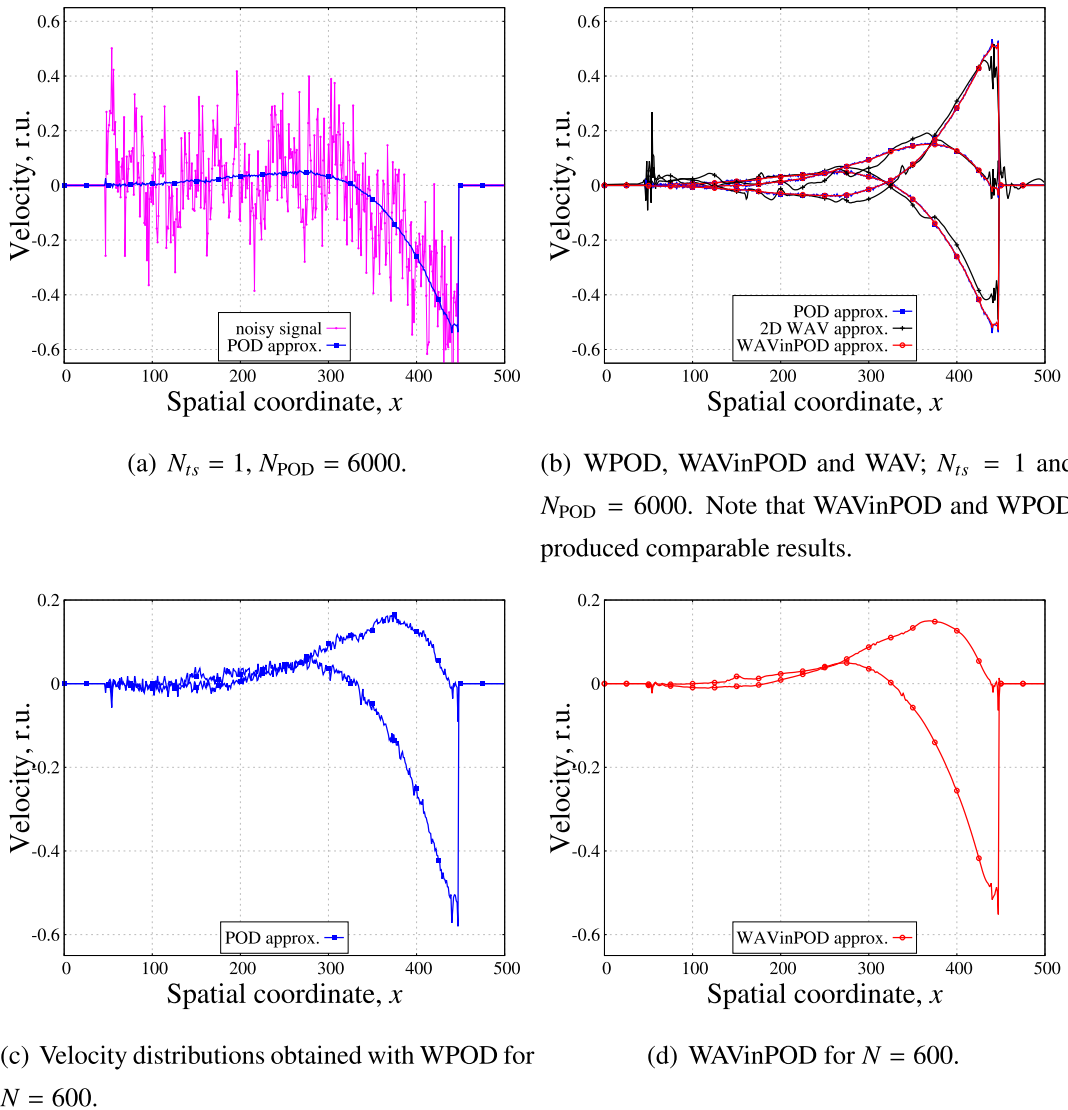 0.6
0.4
0.2
0
-0.2
-0.4
-0.6
Velocity, r.u.
noisy signal
POD approx.
0 100 200 300 400 500
Spatial coordinate, x
(a) N_ts = 1, N_POD = 6000.
0.6
0.4
0.2
0
-0.2
-0.4
-0.6
Velocity, r.u.
POD approx.
2D WAV approx.
WAVinPOD approx.
0 100 200 300 400 500
Spatial coordinate, x
(b) WPOD, WAVinPOD and WAV; N_ts = 1 and
N_POD = 6000. Note that WAVinPOD and WPOD
produced comparable results.
0.2
0
-0.2
-0.4
-0.6
Velocity, r.u.
POD approx.
0 100 200 300 400 500
Spatial coordinate, x
(c) Velocity distributions obtained with WPOD for
N = 600.
0.2
0
-0.2
-0.4
-0.6
Velocity, r.u.
WAVinPOD approx.
0 100 200 300 400 500
Spatial coordinate, x
(d) WAVinPOD for N = 600.